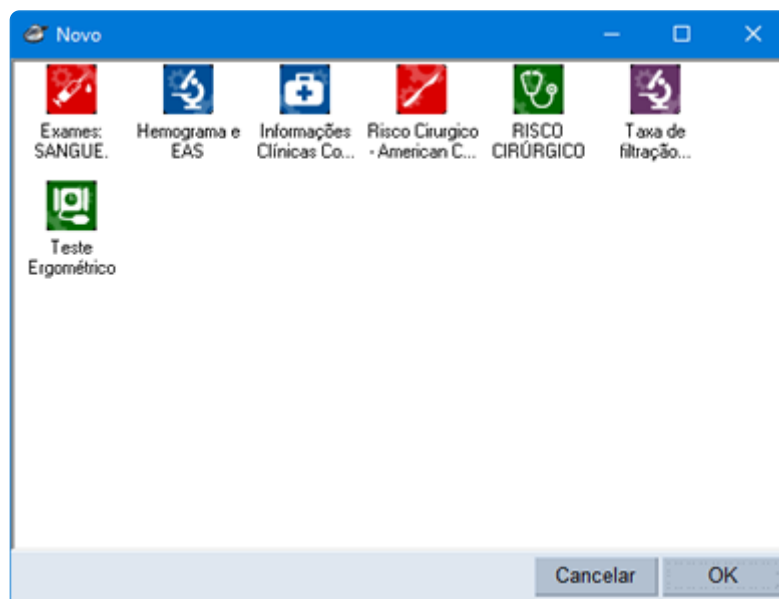 Novo
Exames:
SANGUE.
Hemograma e
EAS
Informações
Clínicas Co...
Risco Cirurgico
- American C...
RISCO
CIRÚRGICO
Taxa de
filtração...
Teste
Ergométrico
Cancelar
OK